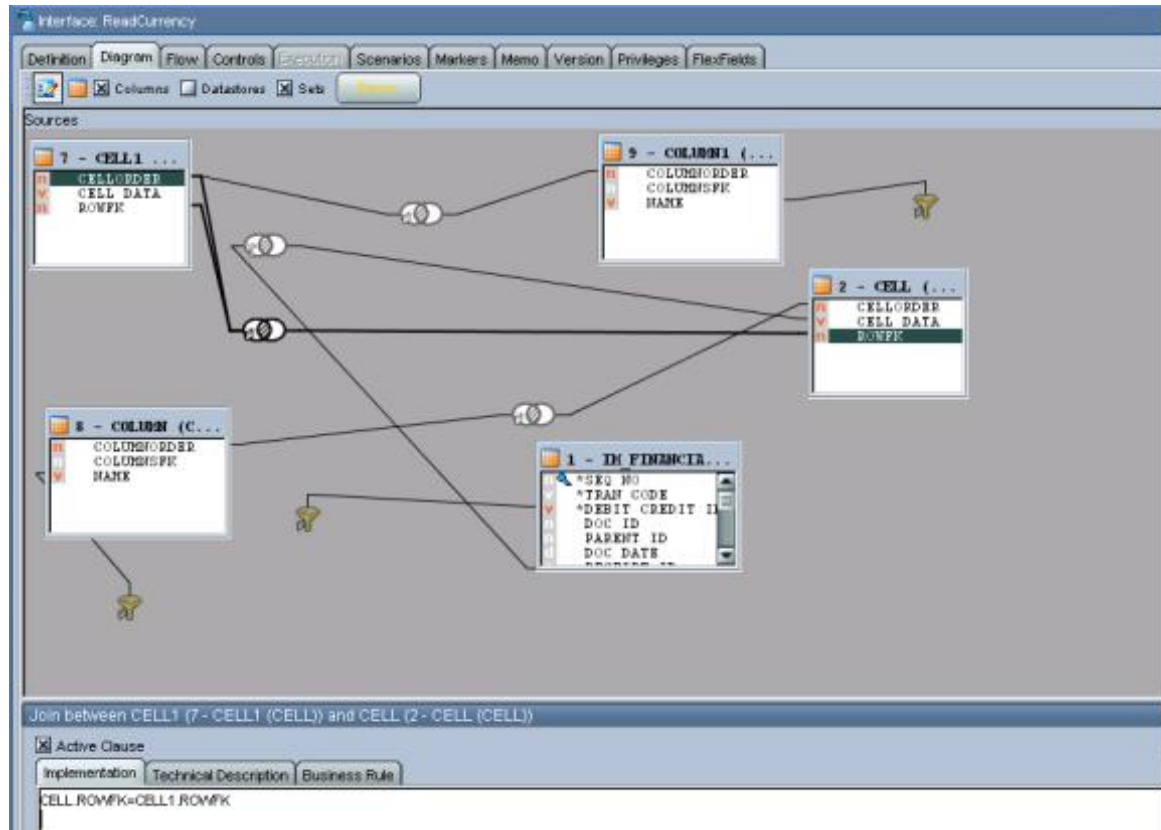 Interface: ReadCurrency
Definition Diagram Flow Controls Execution Scenarios Markers Memo Version Privileges FlexFields
Columns Datastores Sets
Sources
7 - CELL1 ...
CELLORDER
CELL DATA
ROWFK
9 - COLUMN1 (...
COLUMNORDER
COLUMNSFK
NAME
2 - CELL (...
CELLORDER
CELL DATA
ROWFK
8 - COLUMN (C...
COLUMNORDER
COLUMNSFK
NAME
1 - IM_FINANCIA...
*SEQ NO
*TRAN CODE
*DEBIT CREDIT I
DOC ID
PARENT ID
DOC DATE
Join between CELL1 (7 - CELL1 (CELL)) and CELL (2 - CELL (CELL))
Active Clause
Implementation Technical Description Business Rule
CELL.ROWFK=CELL1.ROWFK